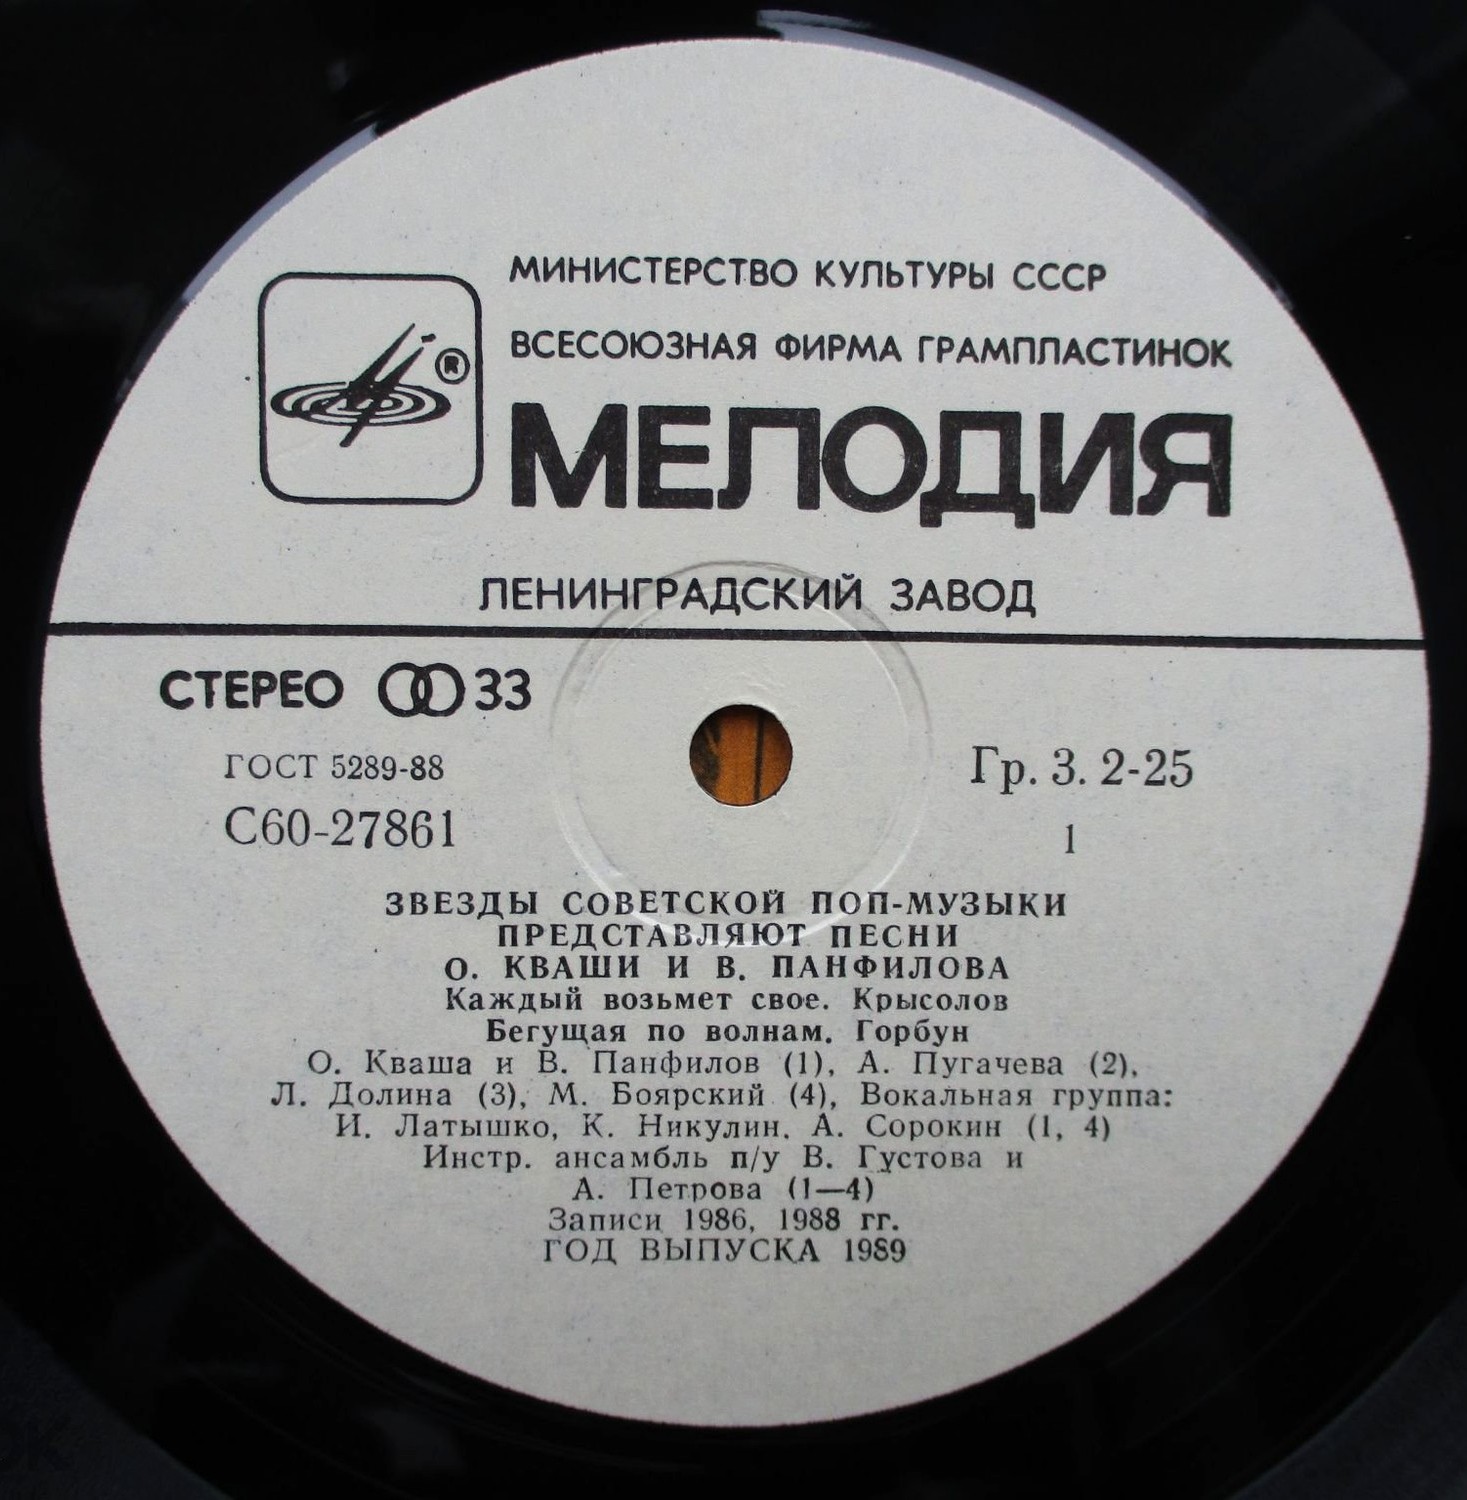 МИНИСТЕРСТВО КУЛЬТУРЫ СССР
ВСЕСОЮЗНАЯ ФИРМА ГРАМПЛАСТИНОК
®
МЕЛОДИЯ
ЛЕНИНГРАДСКИЙ ЗАВОД
СТЕРЕО 33
ГОСТ 5289-88
Гр. 3. 2-25
С60-27861
1
ЗВЕЗДЫ СОВЕТСКОЙ ПОП-МУЗЫКИ
ПРЕДСТАВЛЯЮТ ПЕСНИ
О. КВАШИ И В. ПАНФИЛОВА
Каждый возьмет свое. Крысолов
Бегущая по волнам. Горбун
О. Кваша и В. Панфилов (1), А. Пугачева (2),
Л. Долина (3), М. Боярский (4), Вокальная группа:
И. Латышко, К. Никулин. А. Сорокин (1, 4)
Инстр. ансамбль п/у В. Густова и
А. Петрова (1—4)
Записи 1986, 1988 гг.
ГОД ВЫПУСКА 1989